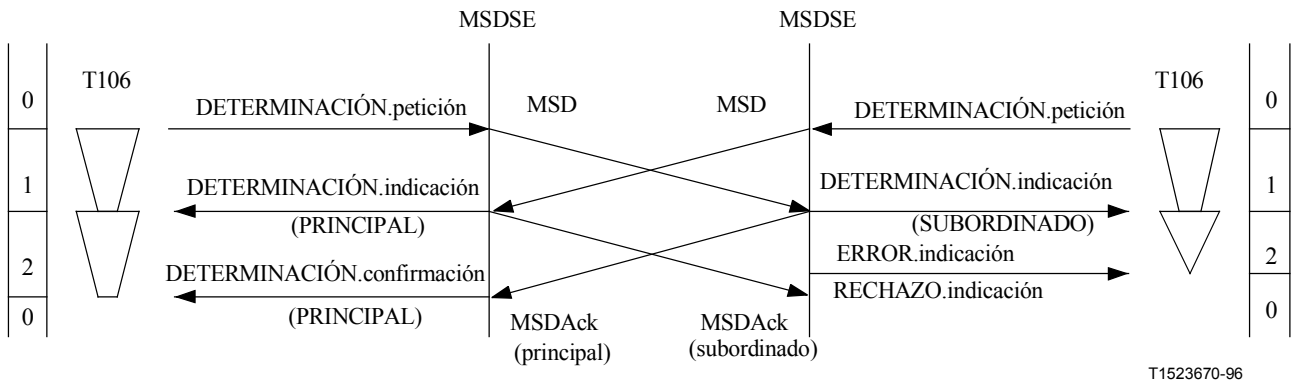 MSDSE MSDSE
T106 T106
0 DETERMINACIÓN.petición MSD MSD DETERMINACIÓN.petición 0
1 DETERMINACIÓN.indicación DETERMINACIÓN.indicación 1
(PRINCIPAL) (SUBORDINADO)
2 DETERMINACIÓN.confirmación ERROR.indicación 2
(PRINCIPAL) RECHAZO.indicación
0 0
MSDAck MSDAck
(principal) (subordinado)
T1523670-96